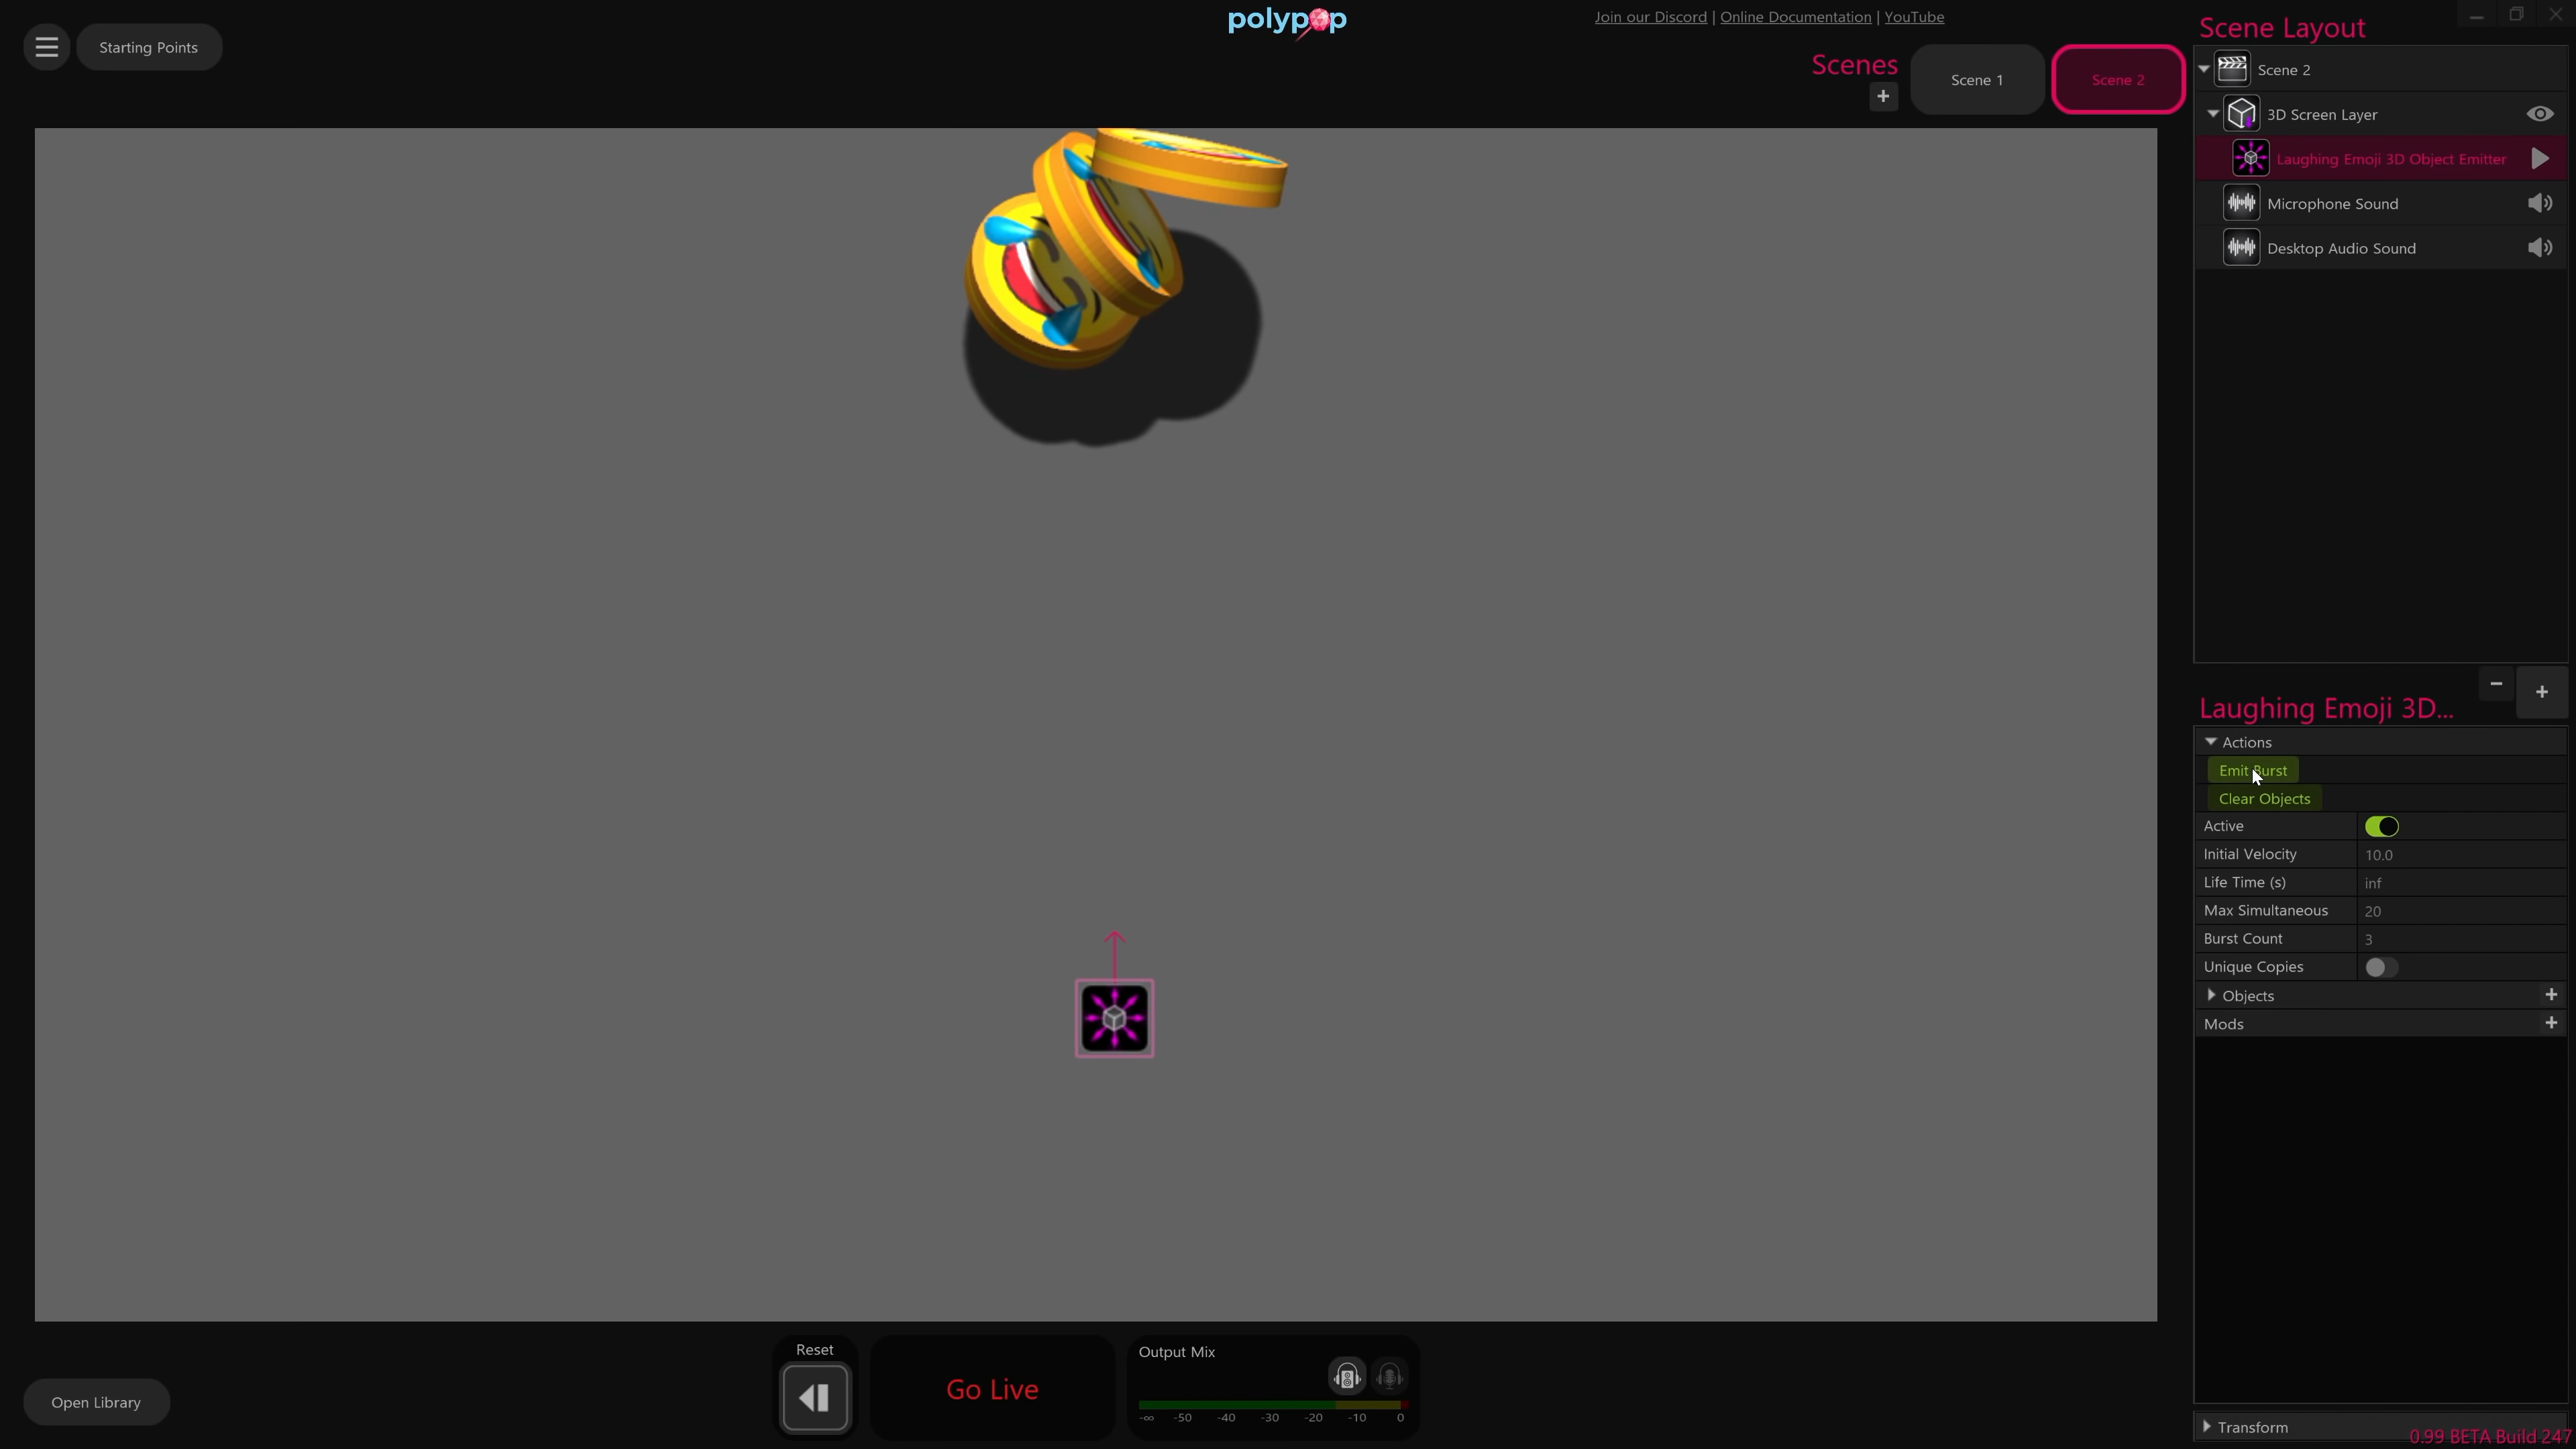 Starting Points
polypop
Join our Discord | Online Documentation | YouTube
Scenes
+
Scene 1
Scene 2
Scene Layout
Scene 2
3D Screen Layer
Laughing Emoji 3D Object Emitter
Microphone Sound
Desktop Audio Sound
- +
Laughing Emoji 3D...
Actions
Emit Burst
Clear Objects
Active
Initial Velocity 10.0
Life Time (s) inf
Max Simultaneous 20
Burst Count 3
Unique Copies
Objects +
Mods +
Transform
0.99 BETA Build 247
Open Library
Reset
Go Live
Output Mix
-∞ -50 -40 -30 -20 -10 0